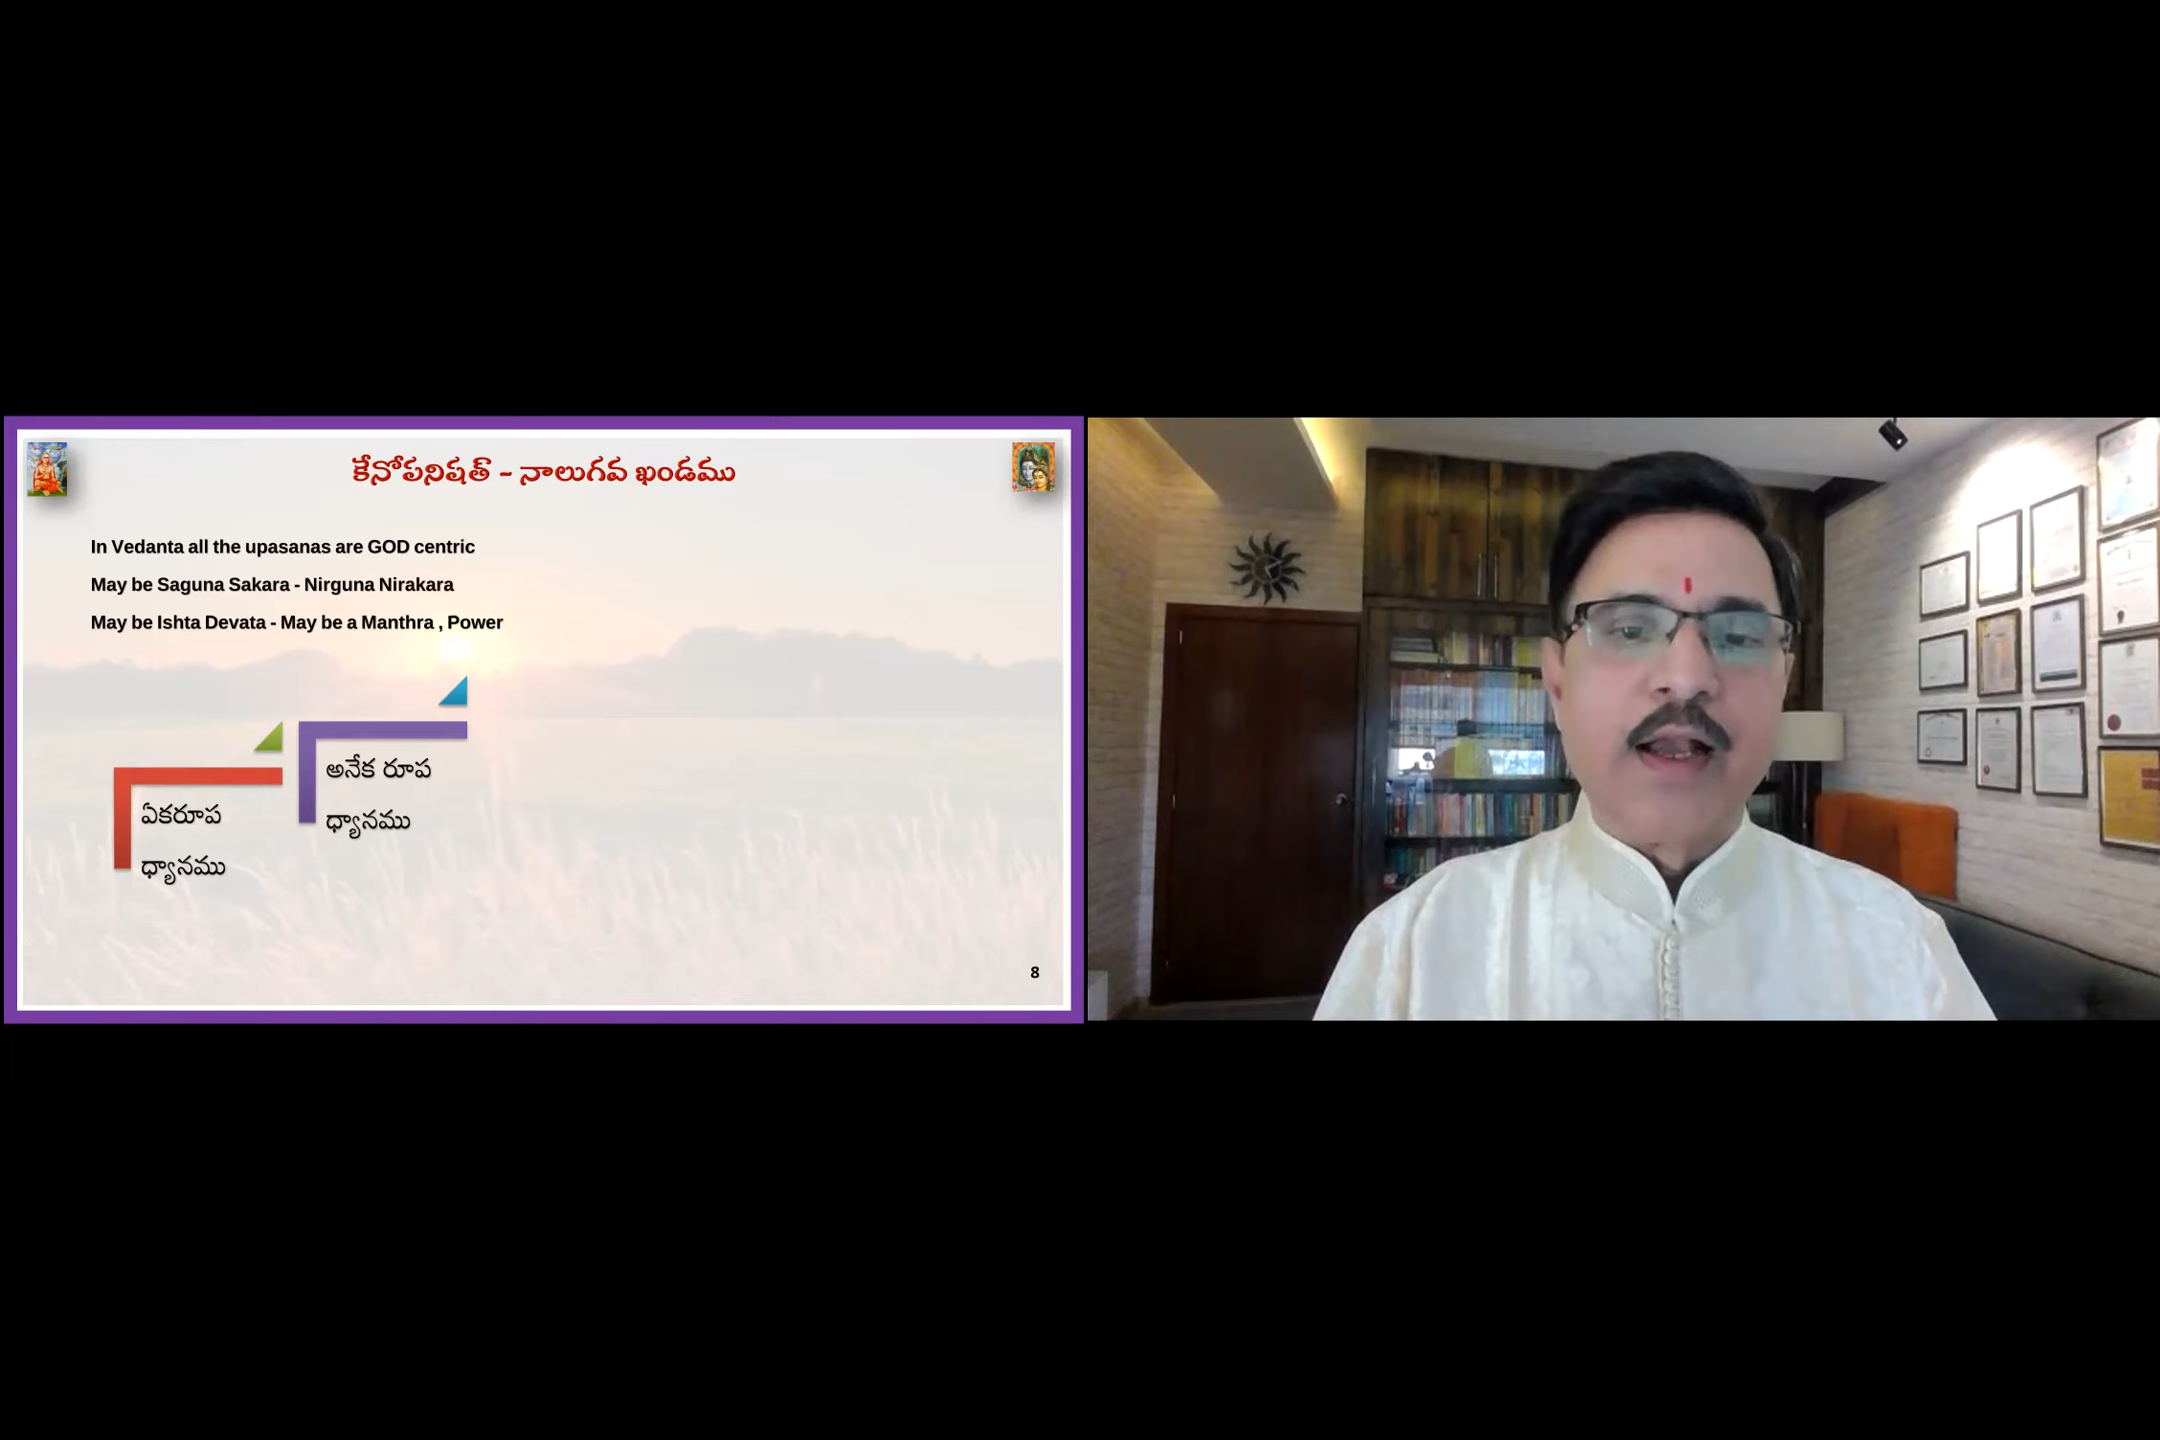 కేనోపనిషత్ - నాలుగవ ఖండము
In Vedanta all the upasanas are GOD centric
May be Saguna Sakara - Nirguna Nirakara
May be Ishta Devata - May be a Manthra , Power
ఏకరూప
ధ్యానము
అనేక రూప
ధ్యానము
8